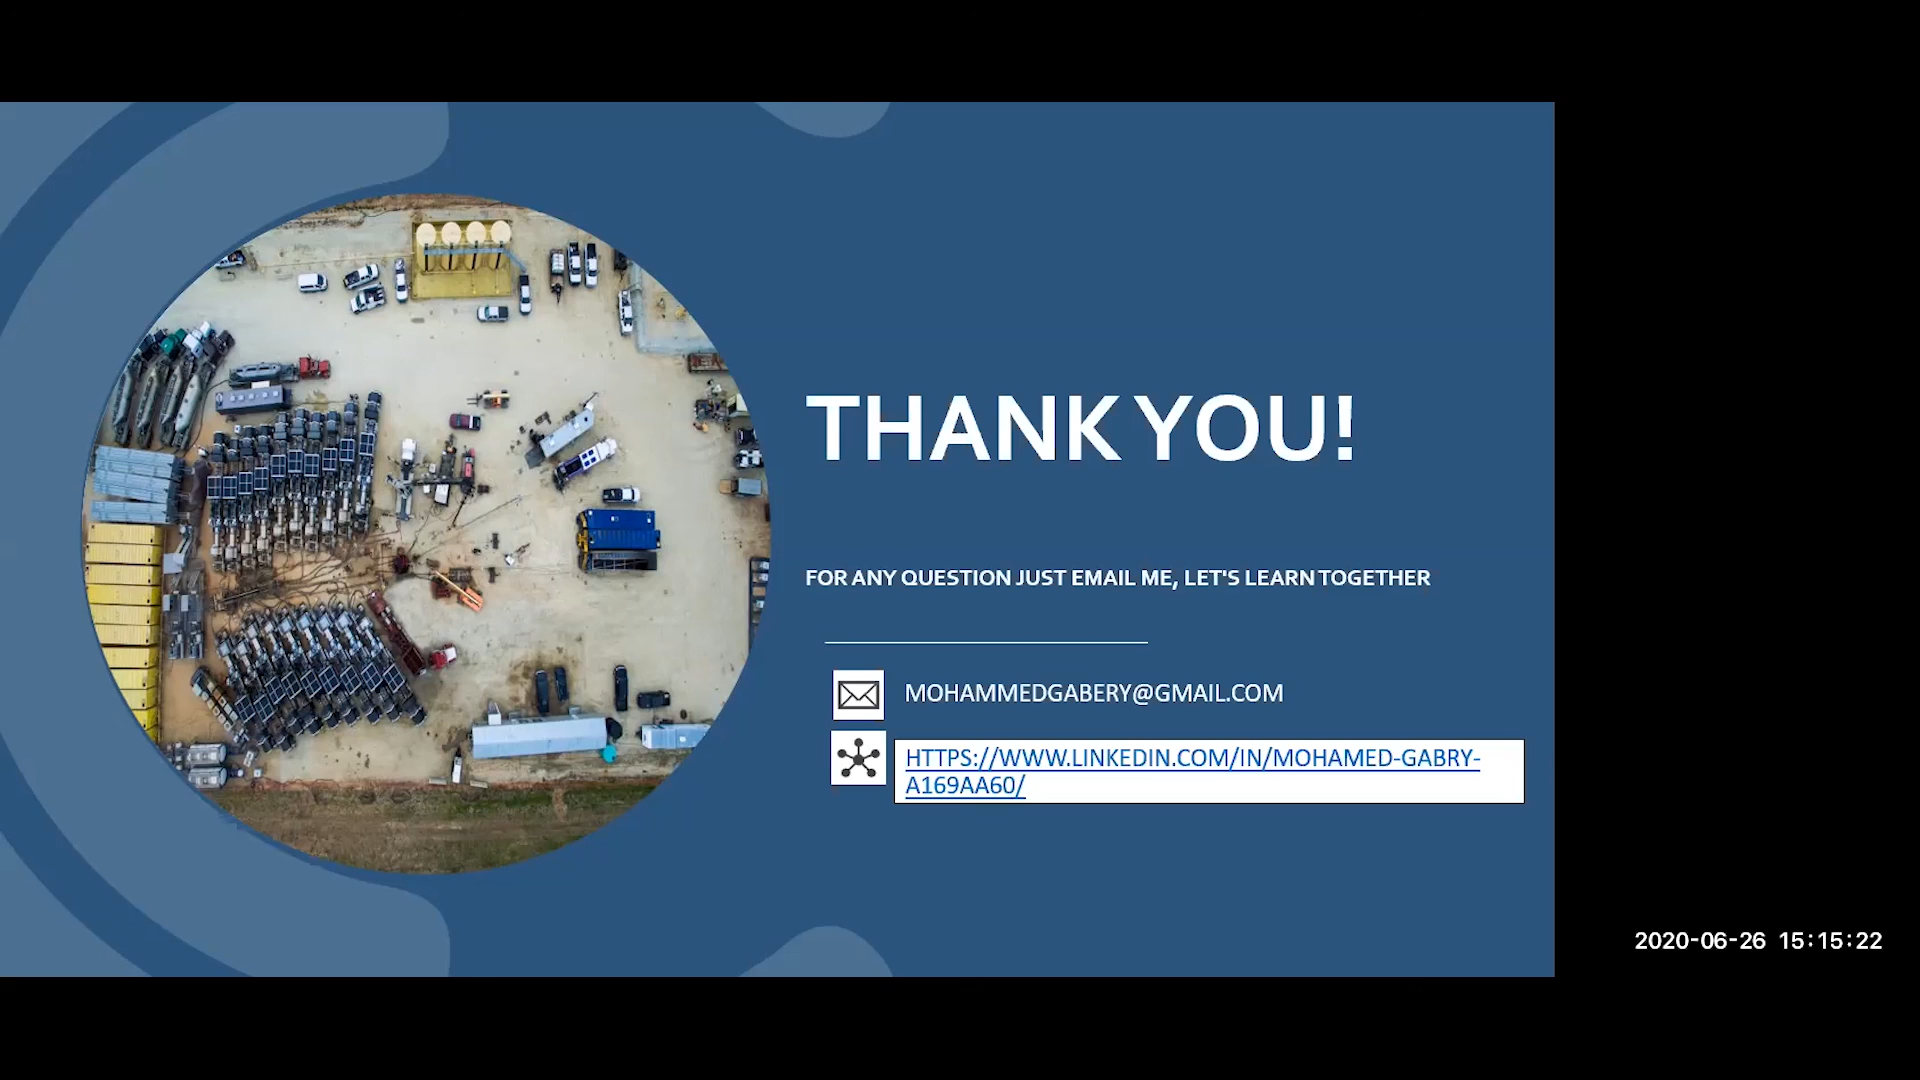 THANK YOU!
FOR ANY QUESTION JUST EMAIL ME, LET'S LEARN TOGETHER
MOHAMMEDGABERY@GMAIL.COM
HTTPS://WWW.LINKEDIN.COM/IN/MOHAMED-GABRY-
A169AA60/
2020-06-26 15:15:22